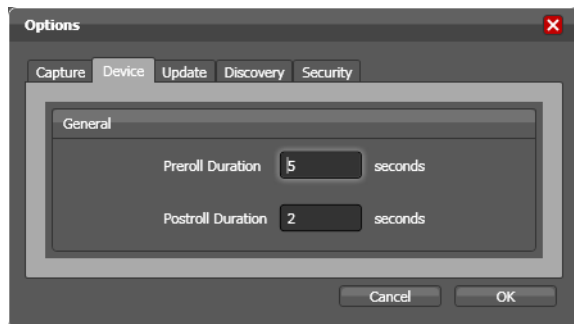 Options
Capture Device Update Discovery Security
General
Preroll Duration 5 seconds
Postroll Duration 2 seconds
Cancel OK